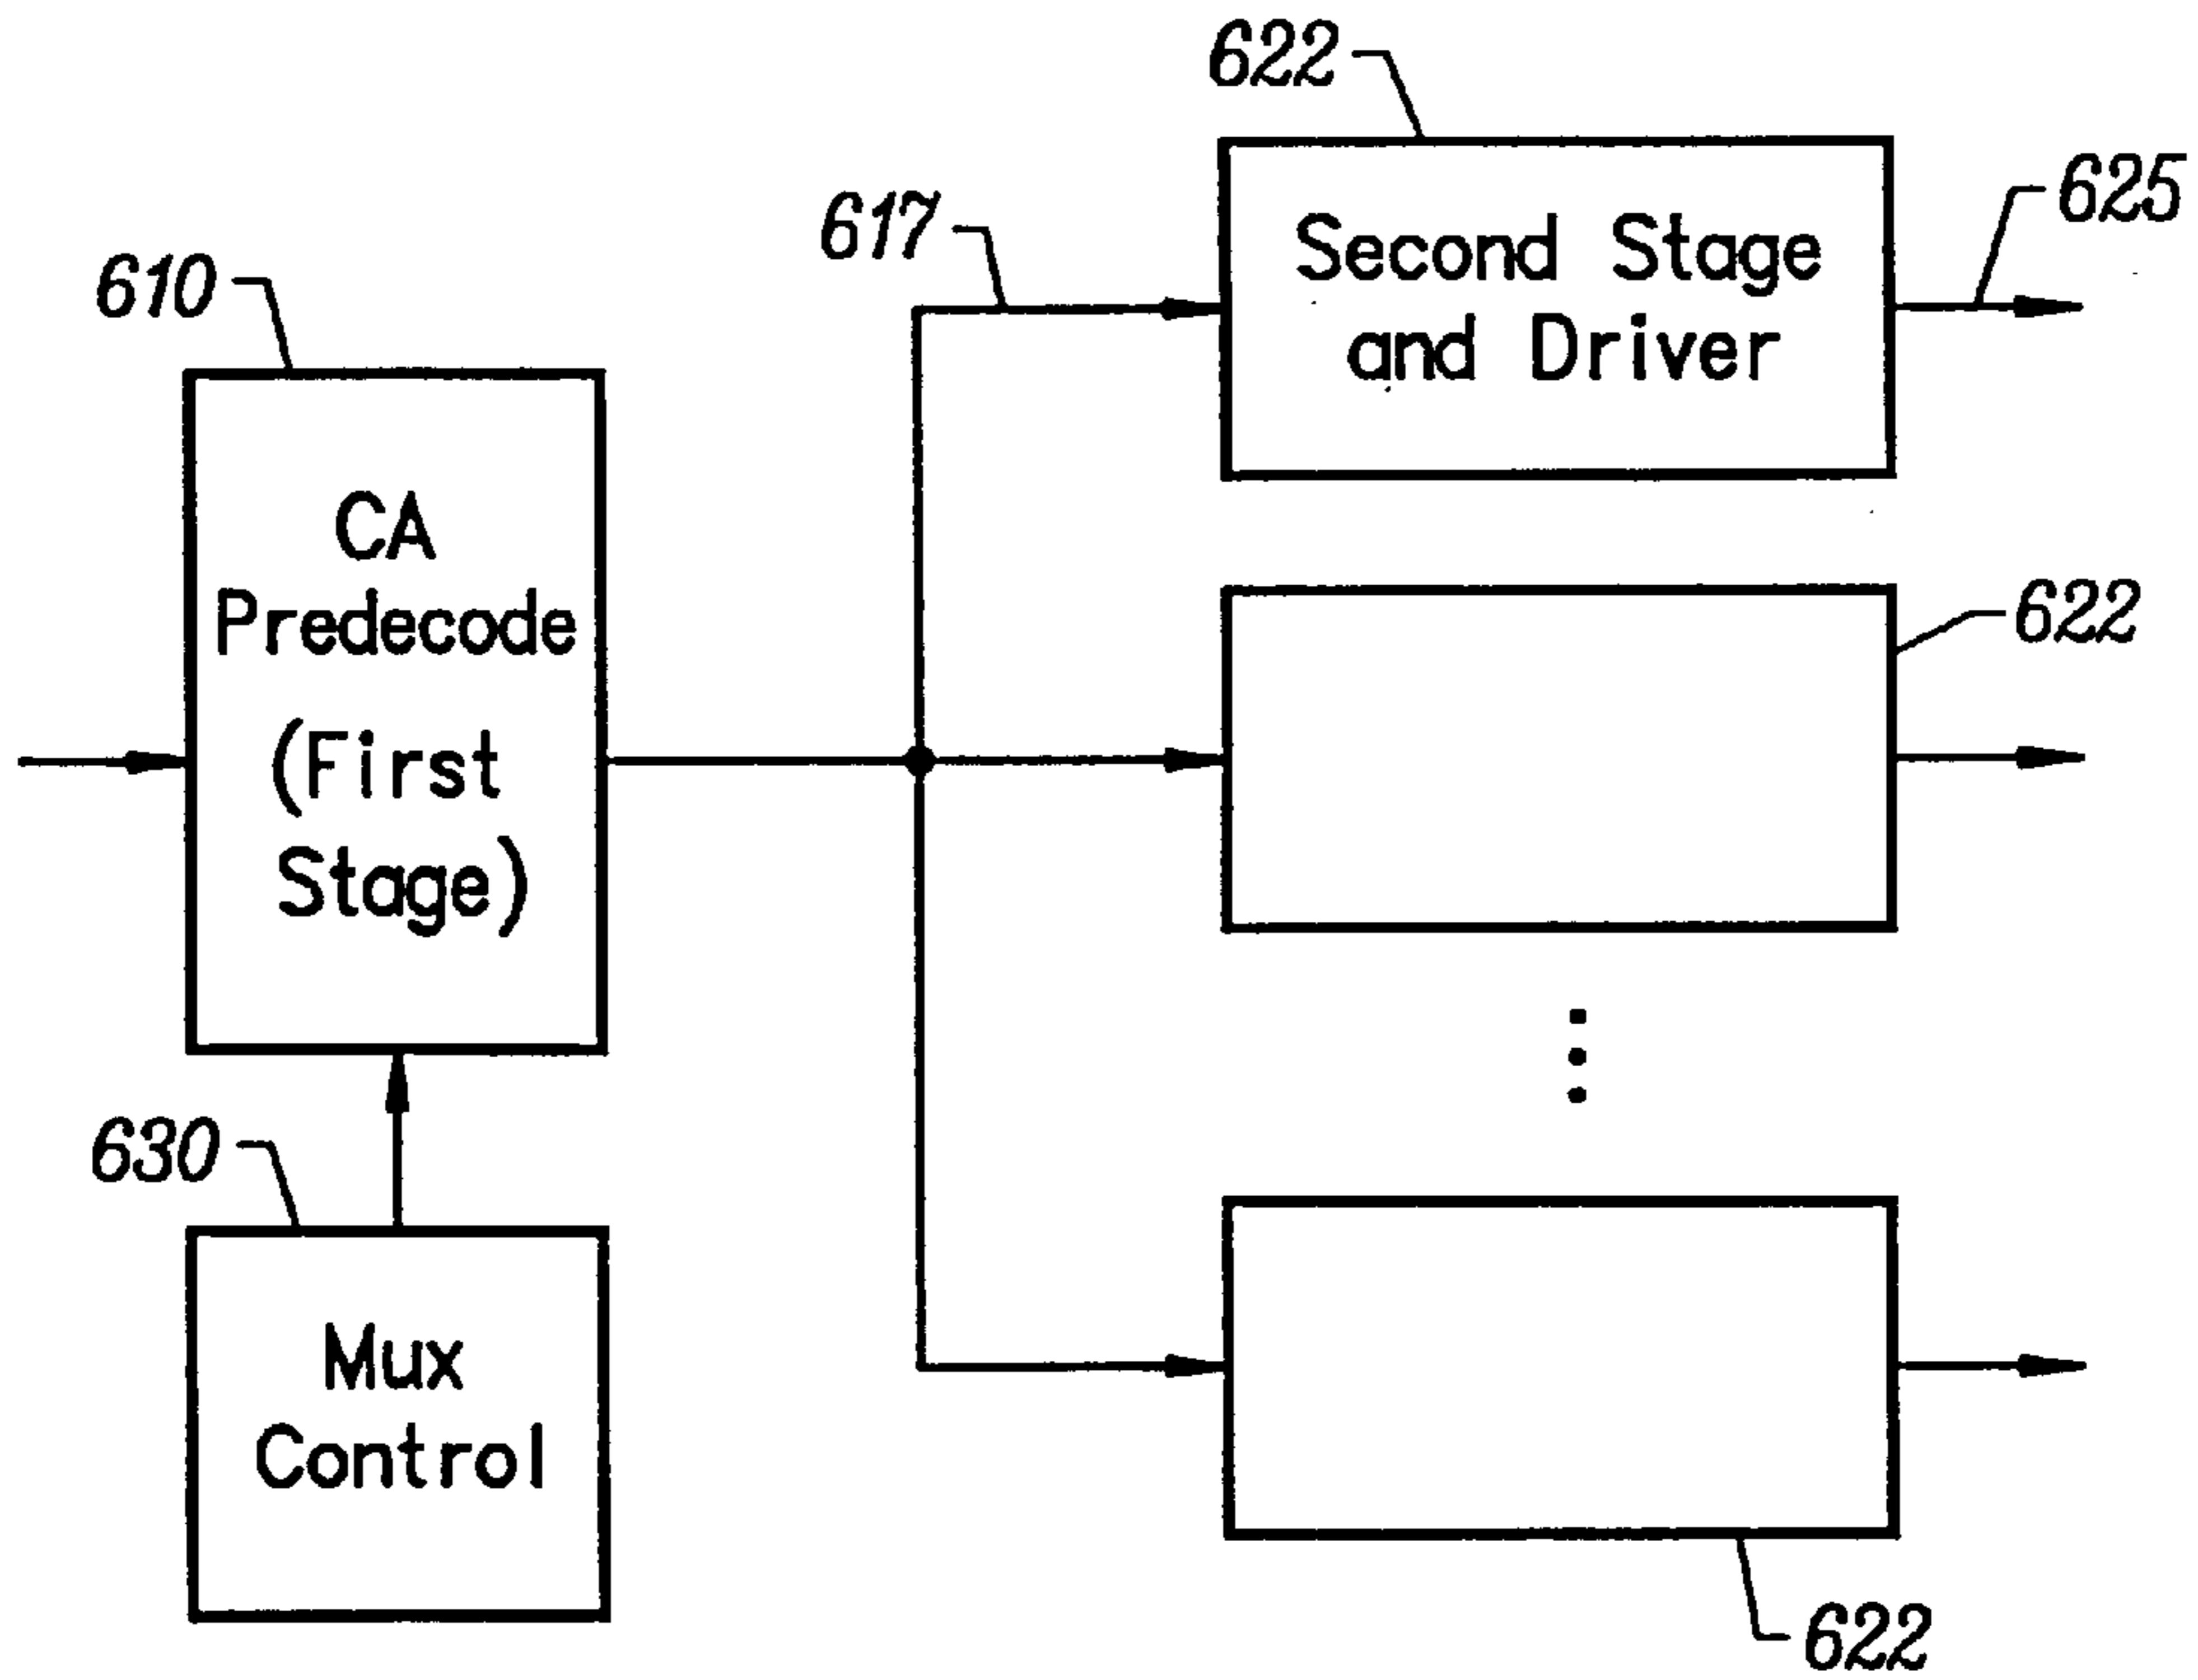 622
625
617
Second Stage
and Driver
610
CA
Predecode
(First
Stage)
622
630
Mux
Control
622